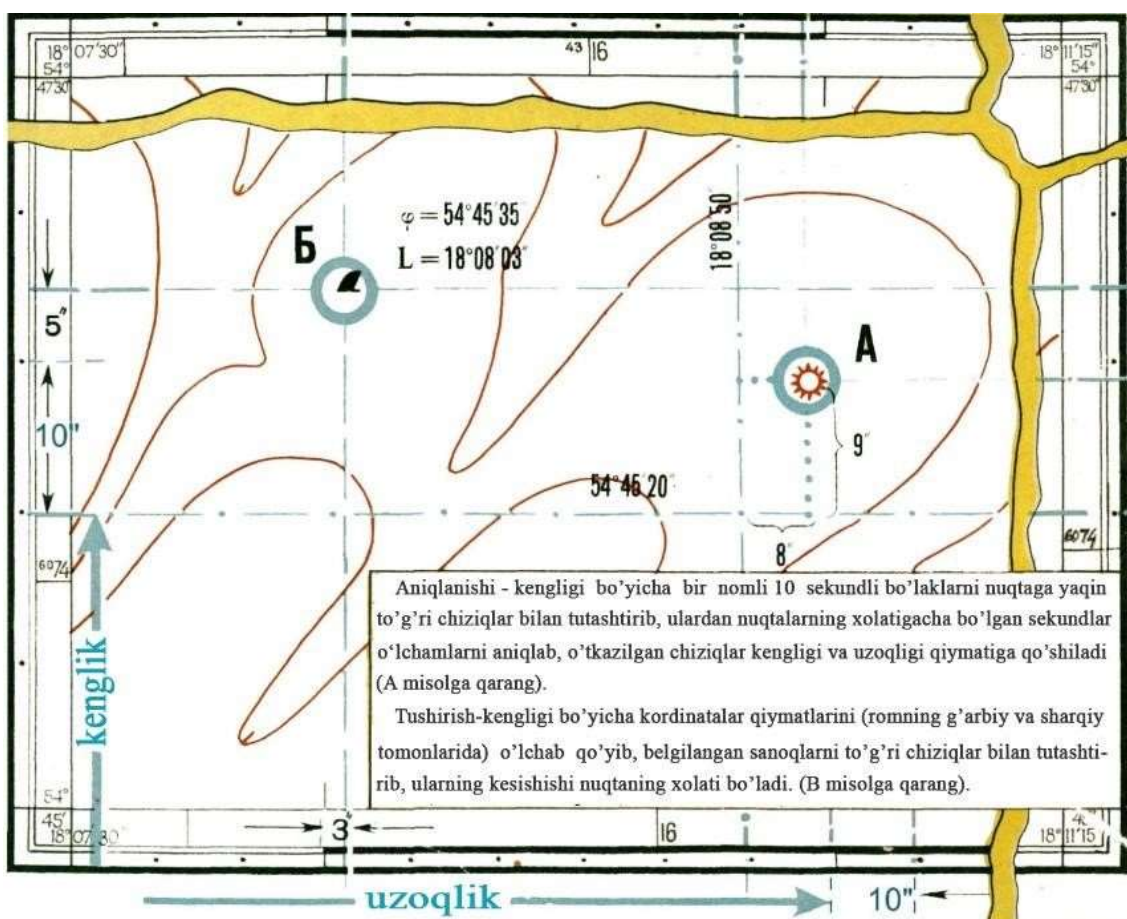 18° 07′30″
43 16
18° 11′15″
54°
47′30″
54°
47′30″
φ = 54°45′35″
Б
L = 18°08′03″
18°08′50″
5"
А
10"
9"
54°45′20″
8"
6074
6074
Aniqlanishi - kengligi bo'yicha bir nomli 10 sekundli bo'laklarni nuqtaga yaqin
to'g'ri chiziqlar bilan tutashtirib, ulardan nuqtalarning xolatigacha bo'lgan sekundlar
o‘lchamlarni aniqlab, o'tkazilgan chiziqlar kengligi va uzoqligi qiymatiga qo'shiladi
(A misolga qarang).
Tushirish-kengligi bo'yicha kordinatalar qiymatlarini (romning g'arbiy va sharqiy
tomonlarida) o'lchab qo'yib, belgilangan sanoqlarni to'g'ri chiziqlar bilan tutashti-
rib, ularning kesishishi nuqtaning xolati bo'ladi. (B misolga qarang).
kenglik
54°
45′
18°07′30
3"
16
18°11′15
uzoqlik
10"